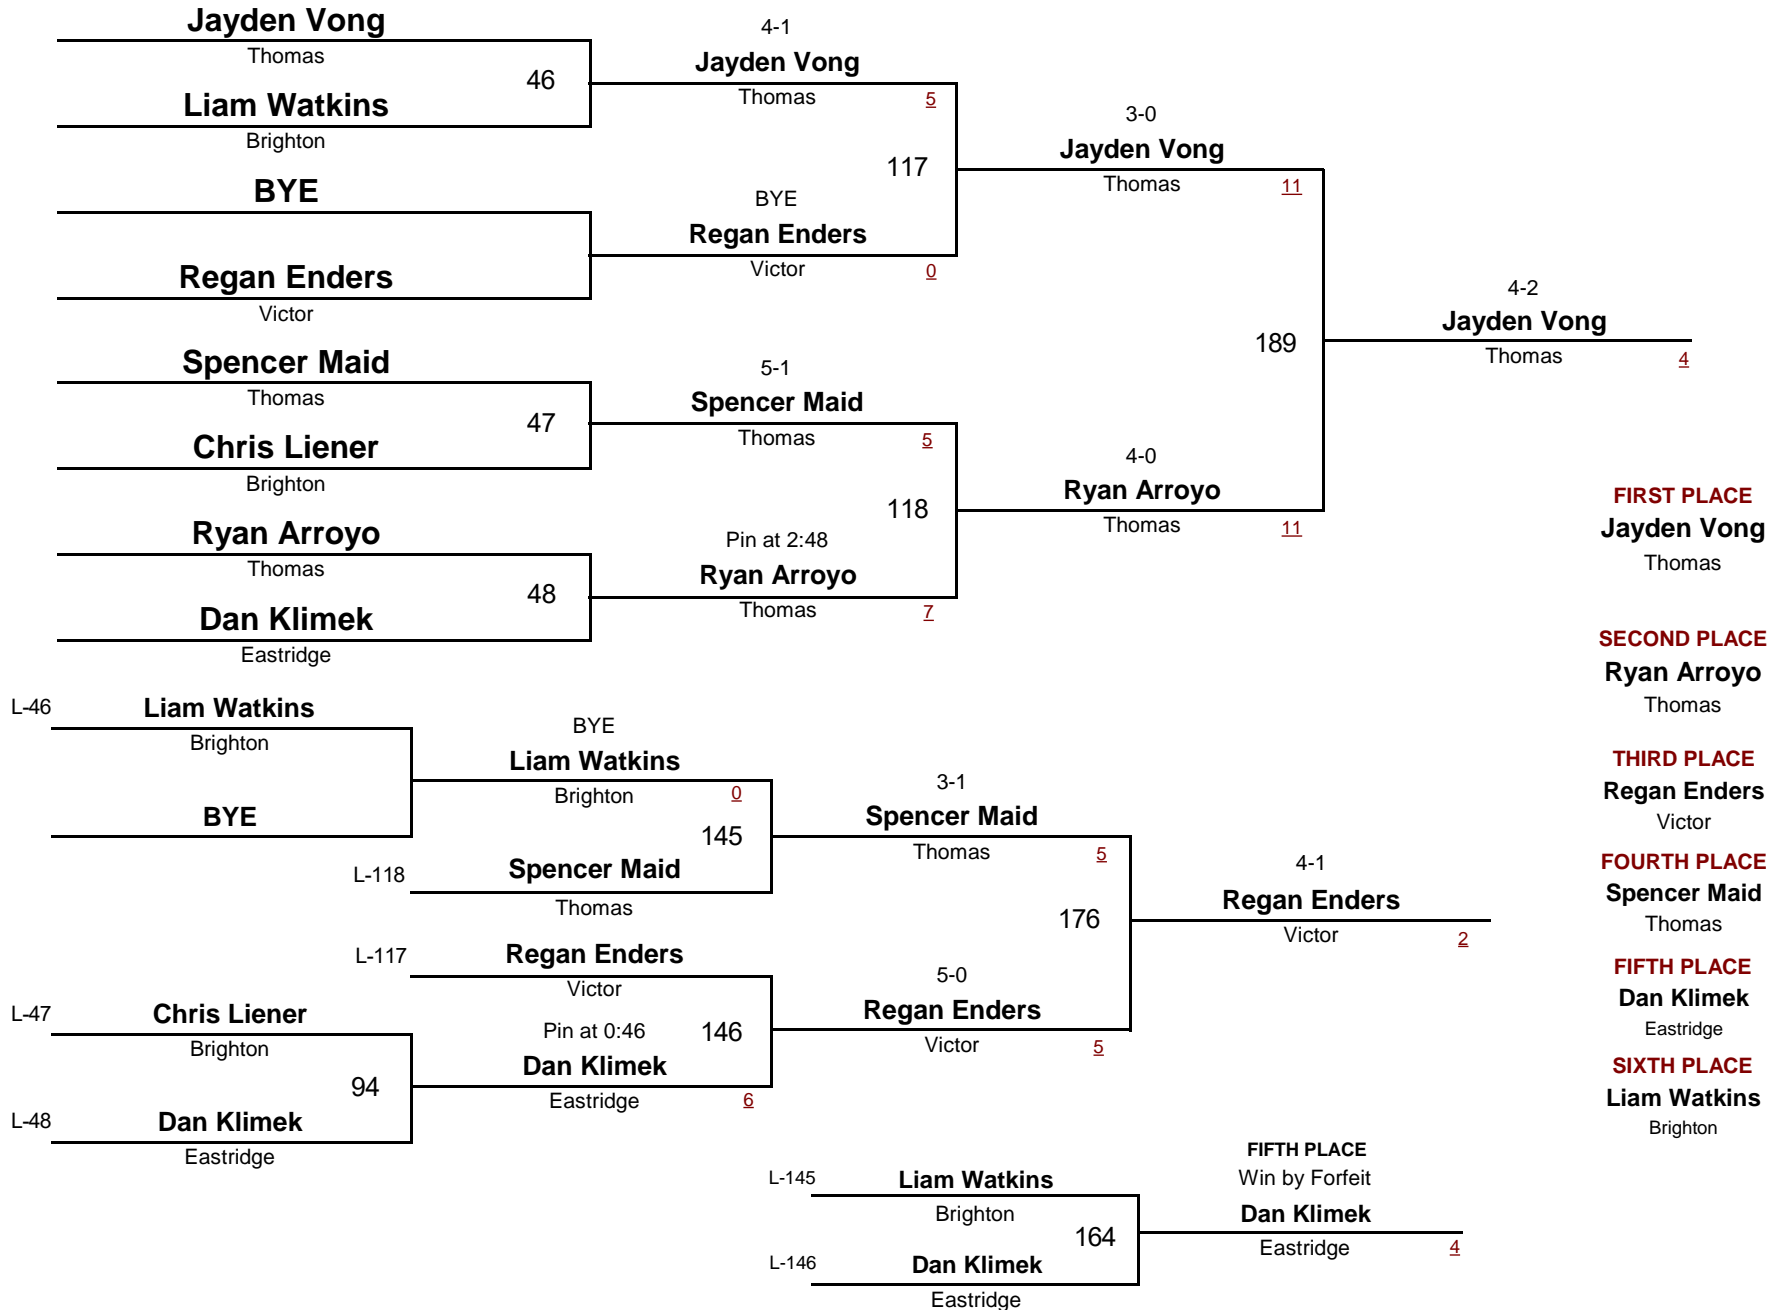 Jayden Vong
Thomas
46
Liam Watkins
Brighton
BYE
Regan Enders
Victor
Spencer Maid
Thomas
47
Chris Liener
Brighton
Ryan Arroyo
Thomas
48
Dan Klimek
Eastridge
4-1
Jayden Vong
Thomas 5
117
BYE
Regan Enders
Victor 0
5-1
Spencer Maid
Thomas 5
118
Pin at 2:48
Ryan Arroyo
Thomas 7
3-0
Jayden Vong
Thomas 11
189
4-0
Ryan Arroyo
Thomas 11
4-2
Jayden Vong
Thomas 4
L-46 Liam Watkins
Brighton
BYE
BYE
Liam Watkins
Brighton 0
145
L-118 Spencer Maid
Thomas
L-117 Regan Enders
Victor
L-47 Chris Liener
Brighton
94
L-48 Dan Klimek
Eastridge
Pin at 0:46 146
Dan Klimek
Eastridge 6
3-1
Spencer Maid
Thomas 5
176
5-0
Regan Enders
Victor 5
4-1
Regan Enders
Victor 2
L-145 Liam Watkins
Brighton
164
L-146 Dan Klimek
Eastridge
FIFTH PLACE
Win by Forfeit
Dan Klimek
Eastridge 4
FIRST PLACE
Jayden Vong
Thomas
SECOND PLACE
Ryan Arroyo
Thomas
THIRD PLACE
Regan Enders
Victor
FOURTH PLACE
Spencer Maid
Thomas
FIFTH PLACE
Dan Klimek
Eastridge
SIXTH PLACE
Liam Watkins
Brighton